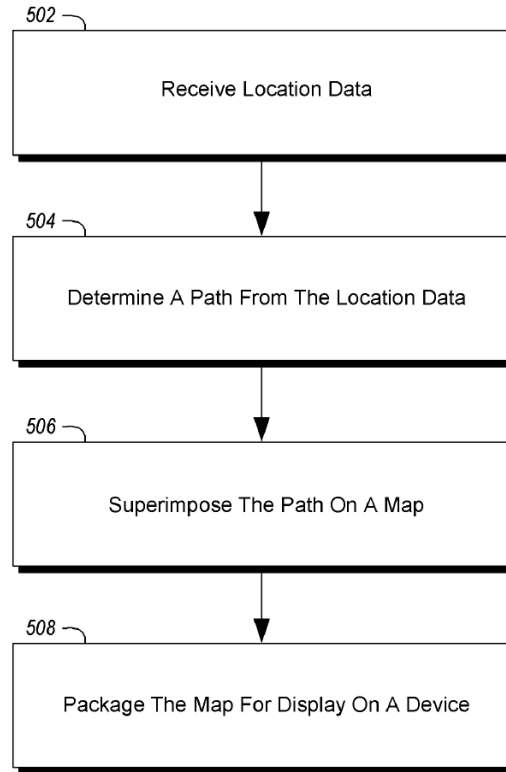 502
Receive Location Data
504
Determine A Path From The Location Data
506
Superimpose The Path On A Map
508
Package The Map For Display On A Device